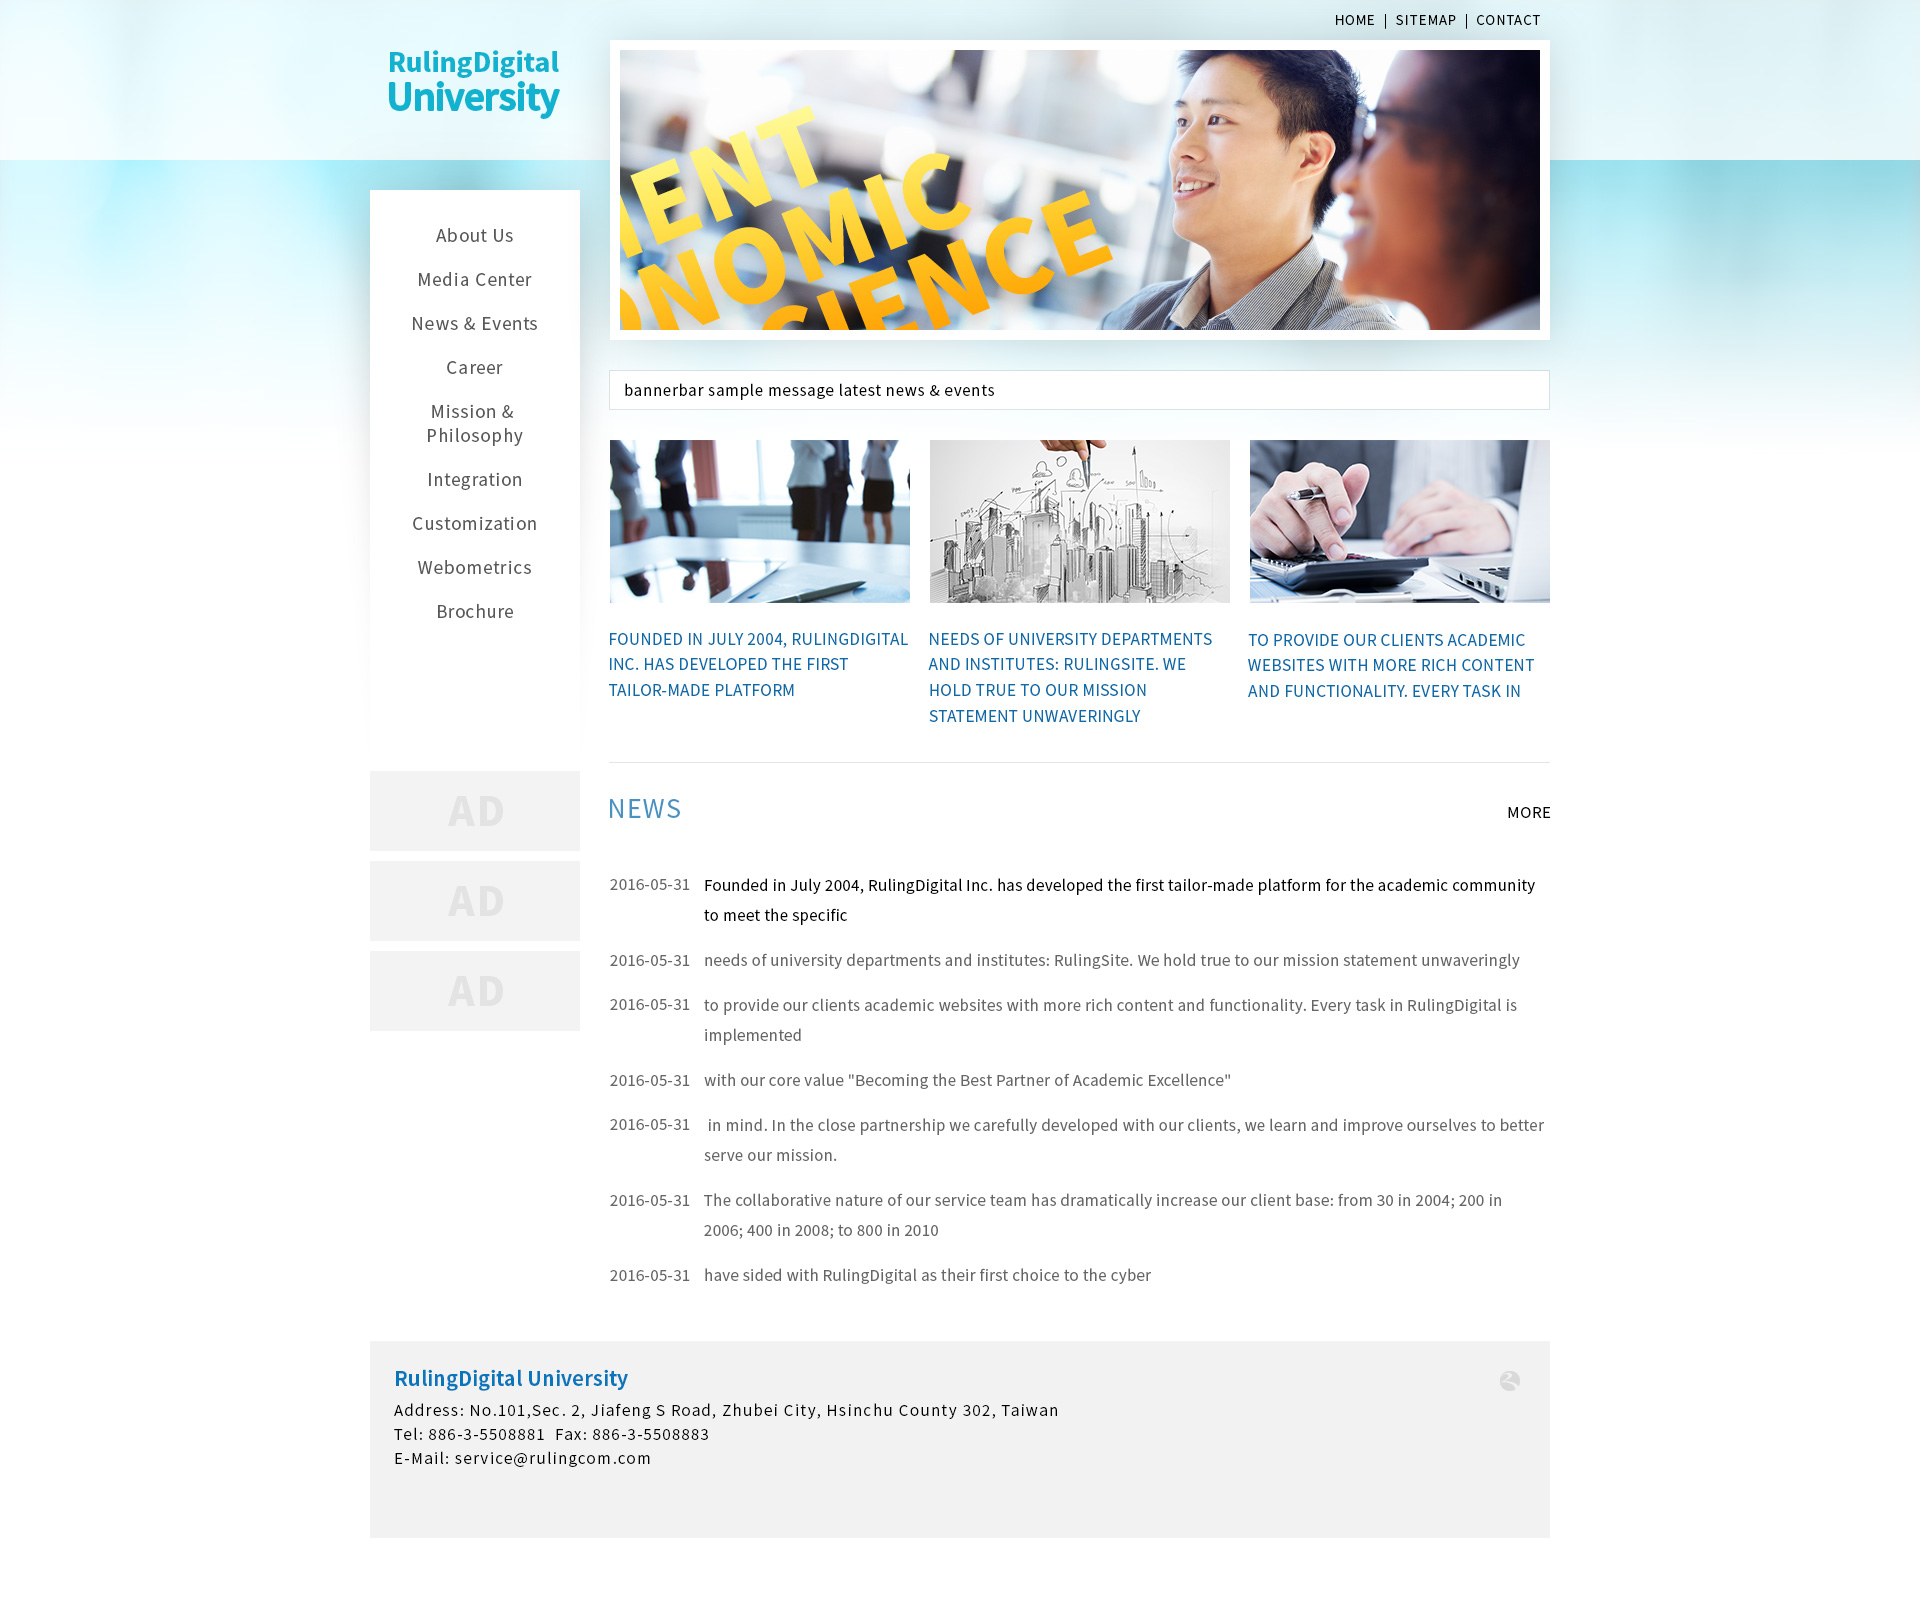 HOME | SITEMAP | CONTACT
RulingDigital
University
IENT
ONOMIC
CIENCE
About Us
Media Center
News & Events
Career
Mission &
Philosophy
Integration
Customization
Webometrics
Brochure
bannerbar sample message latest news & events
FOUNDED IN JULY 2004, RULINGDIGITAL
INC. HAS DEVELOPED THE FIRST
TAILOR-MADE PLATFORM
NEEDS OF UNIVERSITY DEPARTMENTS
AND INSTITUTES: RULINGSITE. WE
HOLD TRUE TO OUR MISSION
STATEMENT UNWAVERINGLY
TO PROVIDE OUR CLIENTS ACADEMIC
WEBSITES WITH MORE RICH CONTENT
AND FUNCTIONALITY. EVERY TASK IN
AD
AD
AD
NEWS
MORE
2016-05-31 Founded in July 2004, RulingDigital Inc. has developed the first tailor-made platform for the academic community
to meet the specific
2016-05-31 needs of university departments and institutes: RulingSite. We hold true to our mission statement unwaveringly
2016-05-31 to provide our clients academic websites with more rich content and functionality. Every task in RulingDigital is
implemented
2016-05-31 with our core value "Becoming the Best Partner of Academic Excellence"
2016-05-31 in mind. In the close partnership we carefully developed with our clients, we learn and improve ourselves to better
serve our mission.
2016-05-31 The collaborative nature of our service team has dramatically increase our client base: from 30 in 2004; 200 in
2006; 400 in 2008; to 800 in 2010
2016-05-31 have sided with RulingDigital as their first choice to the cyber
RulingDigital University
Address: No.101,Sec. 2, Jiafeng S Road, Zhubei City, Hsinchu County 302, Taiwan
Tel: 886-3-5508881 Fax: 886-3-5508883
E-Mail: service@rulingcom.com